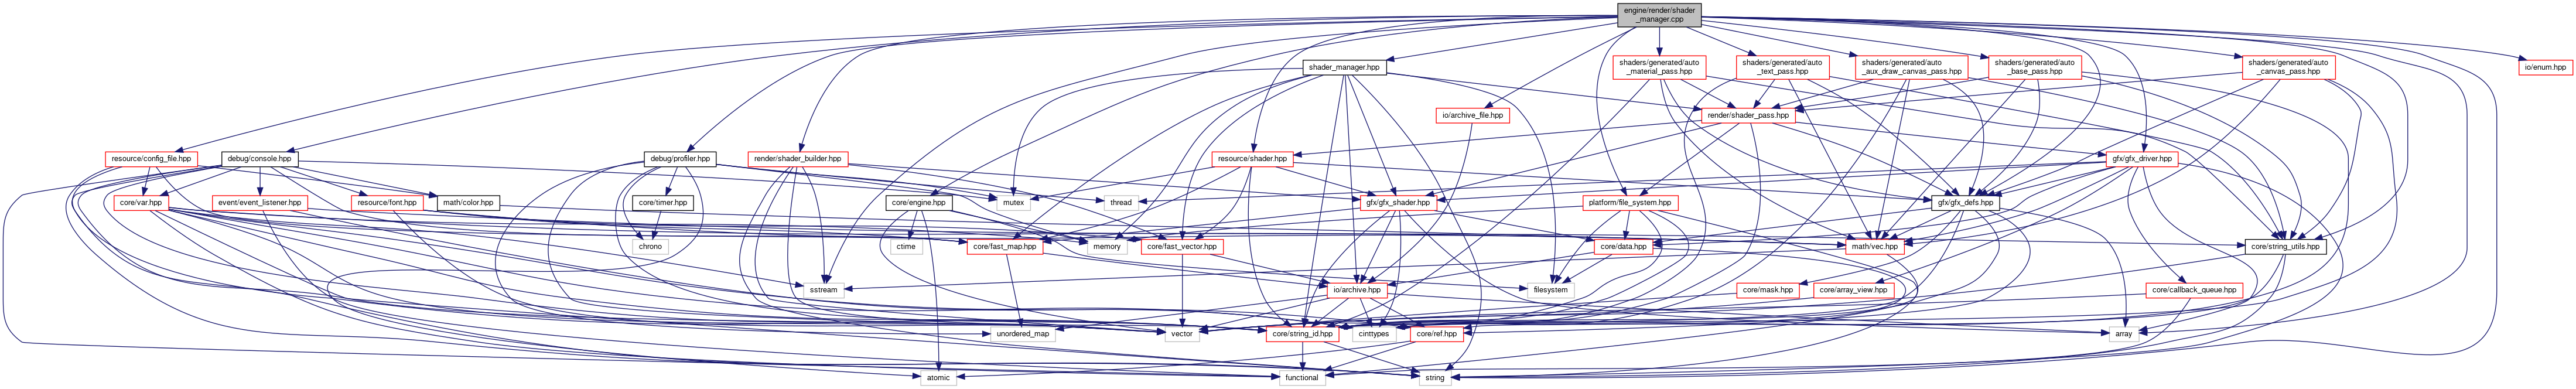 engine/render/shader
_manager.cpp
shader_manager.hpp
shaders/generated/auto
_material_pass.hpp
shaders/generated/auto
_text_pass.hpp
shaders/generated/auto
_aux_draw_canvas_pass.hpp
shaders/generated/auto
_base_pass.hpp
shaders/generated/auto
_canvas_pass.hpp
io/enum.hpp
io/archive_file.hpp
render/shader_pass.hpp
resource/config_file.hpp
debug/console.hpp
debug/profiler.hpp
render/shader_builder.hpp
resource/shader.hpp
gfx/gfx_driver.hpp
core/var.hpp
event/event_listener.hpp
resource/font.hpp
math/color.hpp
core/timer.hpp
mutex
thread
core/engine.hpp
gfx/gfx_shader.hpp
platform/file_system.hpp
gfx/gfx_defs.hpp
chrono
ctime
core/fast_map.hpp
memory
core/fast_vector.hpp
core/data.hpp
math/vec.hpp
core/string_utils.hpp
sstream
io/archive.hpp
filesystem
core/mask.hpp
core/array_view.hpp
core/callback_queue.hpp
unordered_map
vector
core/string_id.hpp
cinttypes
core/ref.hpp
array
atomic
functional
string